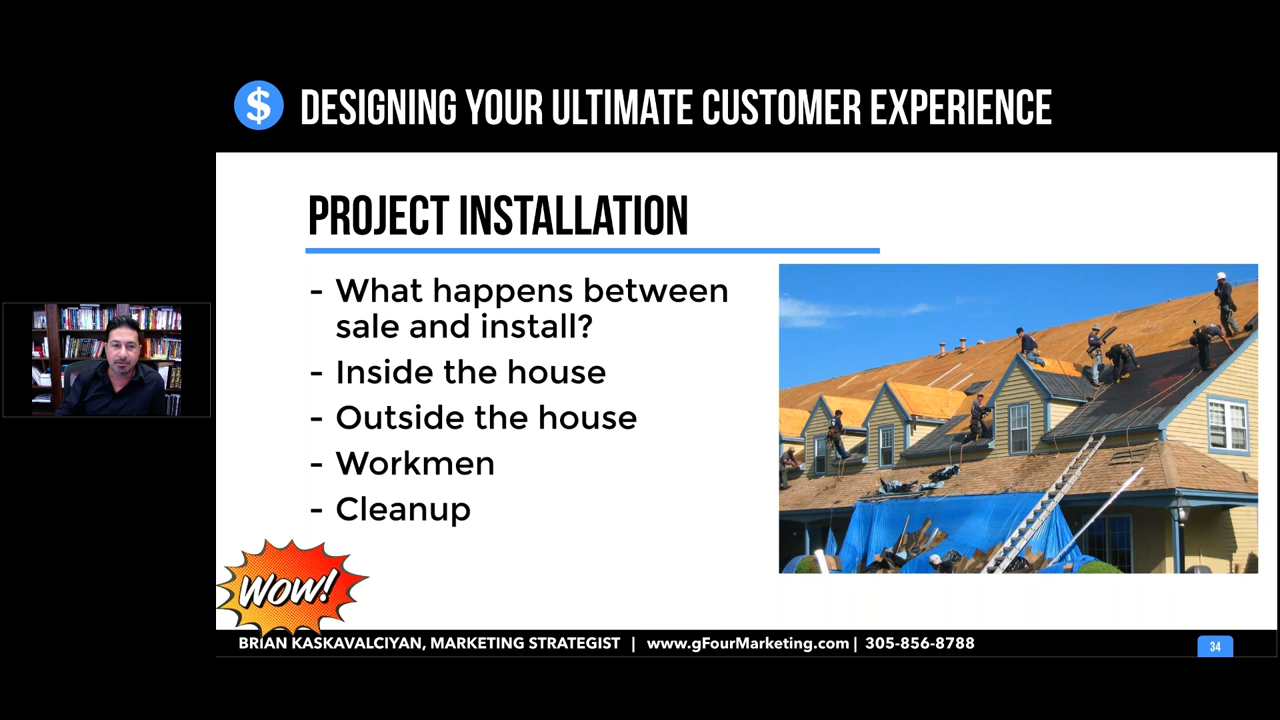 $ DESIGNING YOUR ULTIMATE CUSTOMER EXPERIENCE
PROJECT INSTALLATION
- What happens between
sale and install?
- Inside the house
- Outside the house
- Workmen
- Cleanup
WOW!
BRIAN KASKAVALCIYAN, MARKETING STRATEGIST | www.gFourMarketing.com | 305-856-8788
34